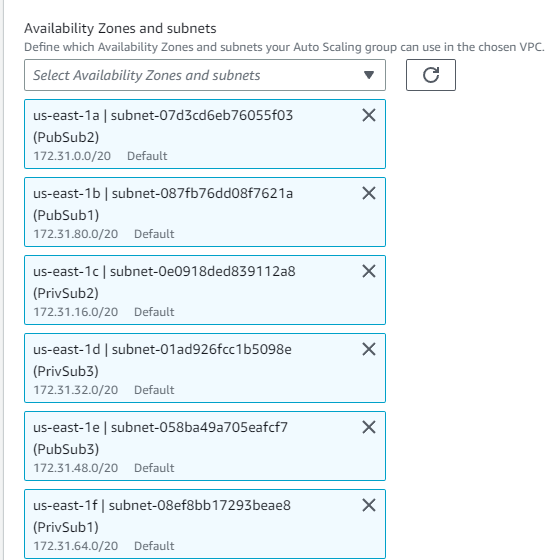 Availability Zones and subnets
Define which Availability Zones and subnets your Auto Scaling group can use in the chosen VPC.
Select Availability Zones and subnets
us-east-1a | subnet-07d3cd6eb76055f03
(PubSub2)
172.31.0.0/20 Default
us-east-1b | subnet-087fb76dd08f7621a
(PubSub1)
172.31.80.0/20 Default
us-east-1c | subnet-0e0918ded839112a8
(PrivSub2)
172.31.16.0/20 Default
us-east-1d | subnet-01ad926fcc1b5098e
(PrivSub3)
172.31.32.0/20 Default
us-east-1e | subnet-058ba49a705eafcf7
(PubSub3)
172.31.48.0/20 Default
us-east-1f | subnet-08ef8bb17293beae8
(PrivSub1)
172.31.64.0/20 Default